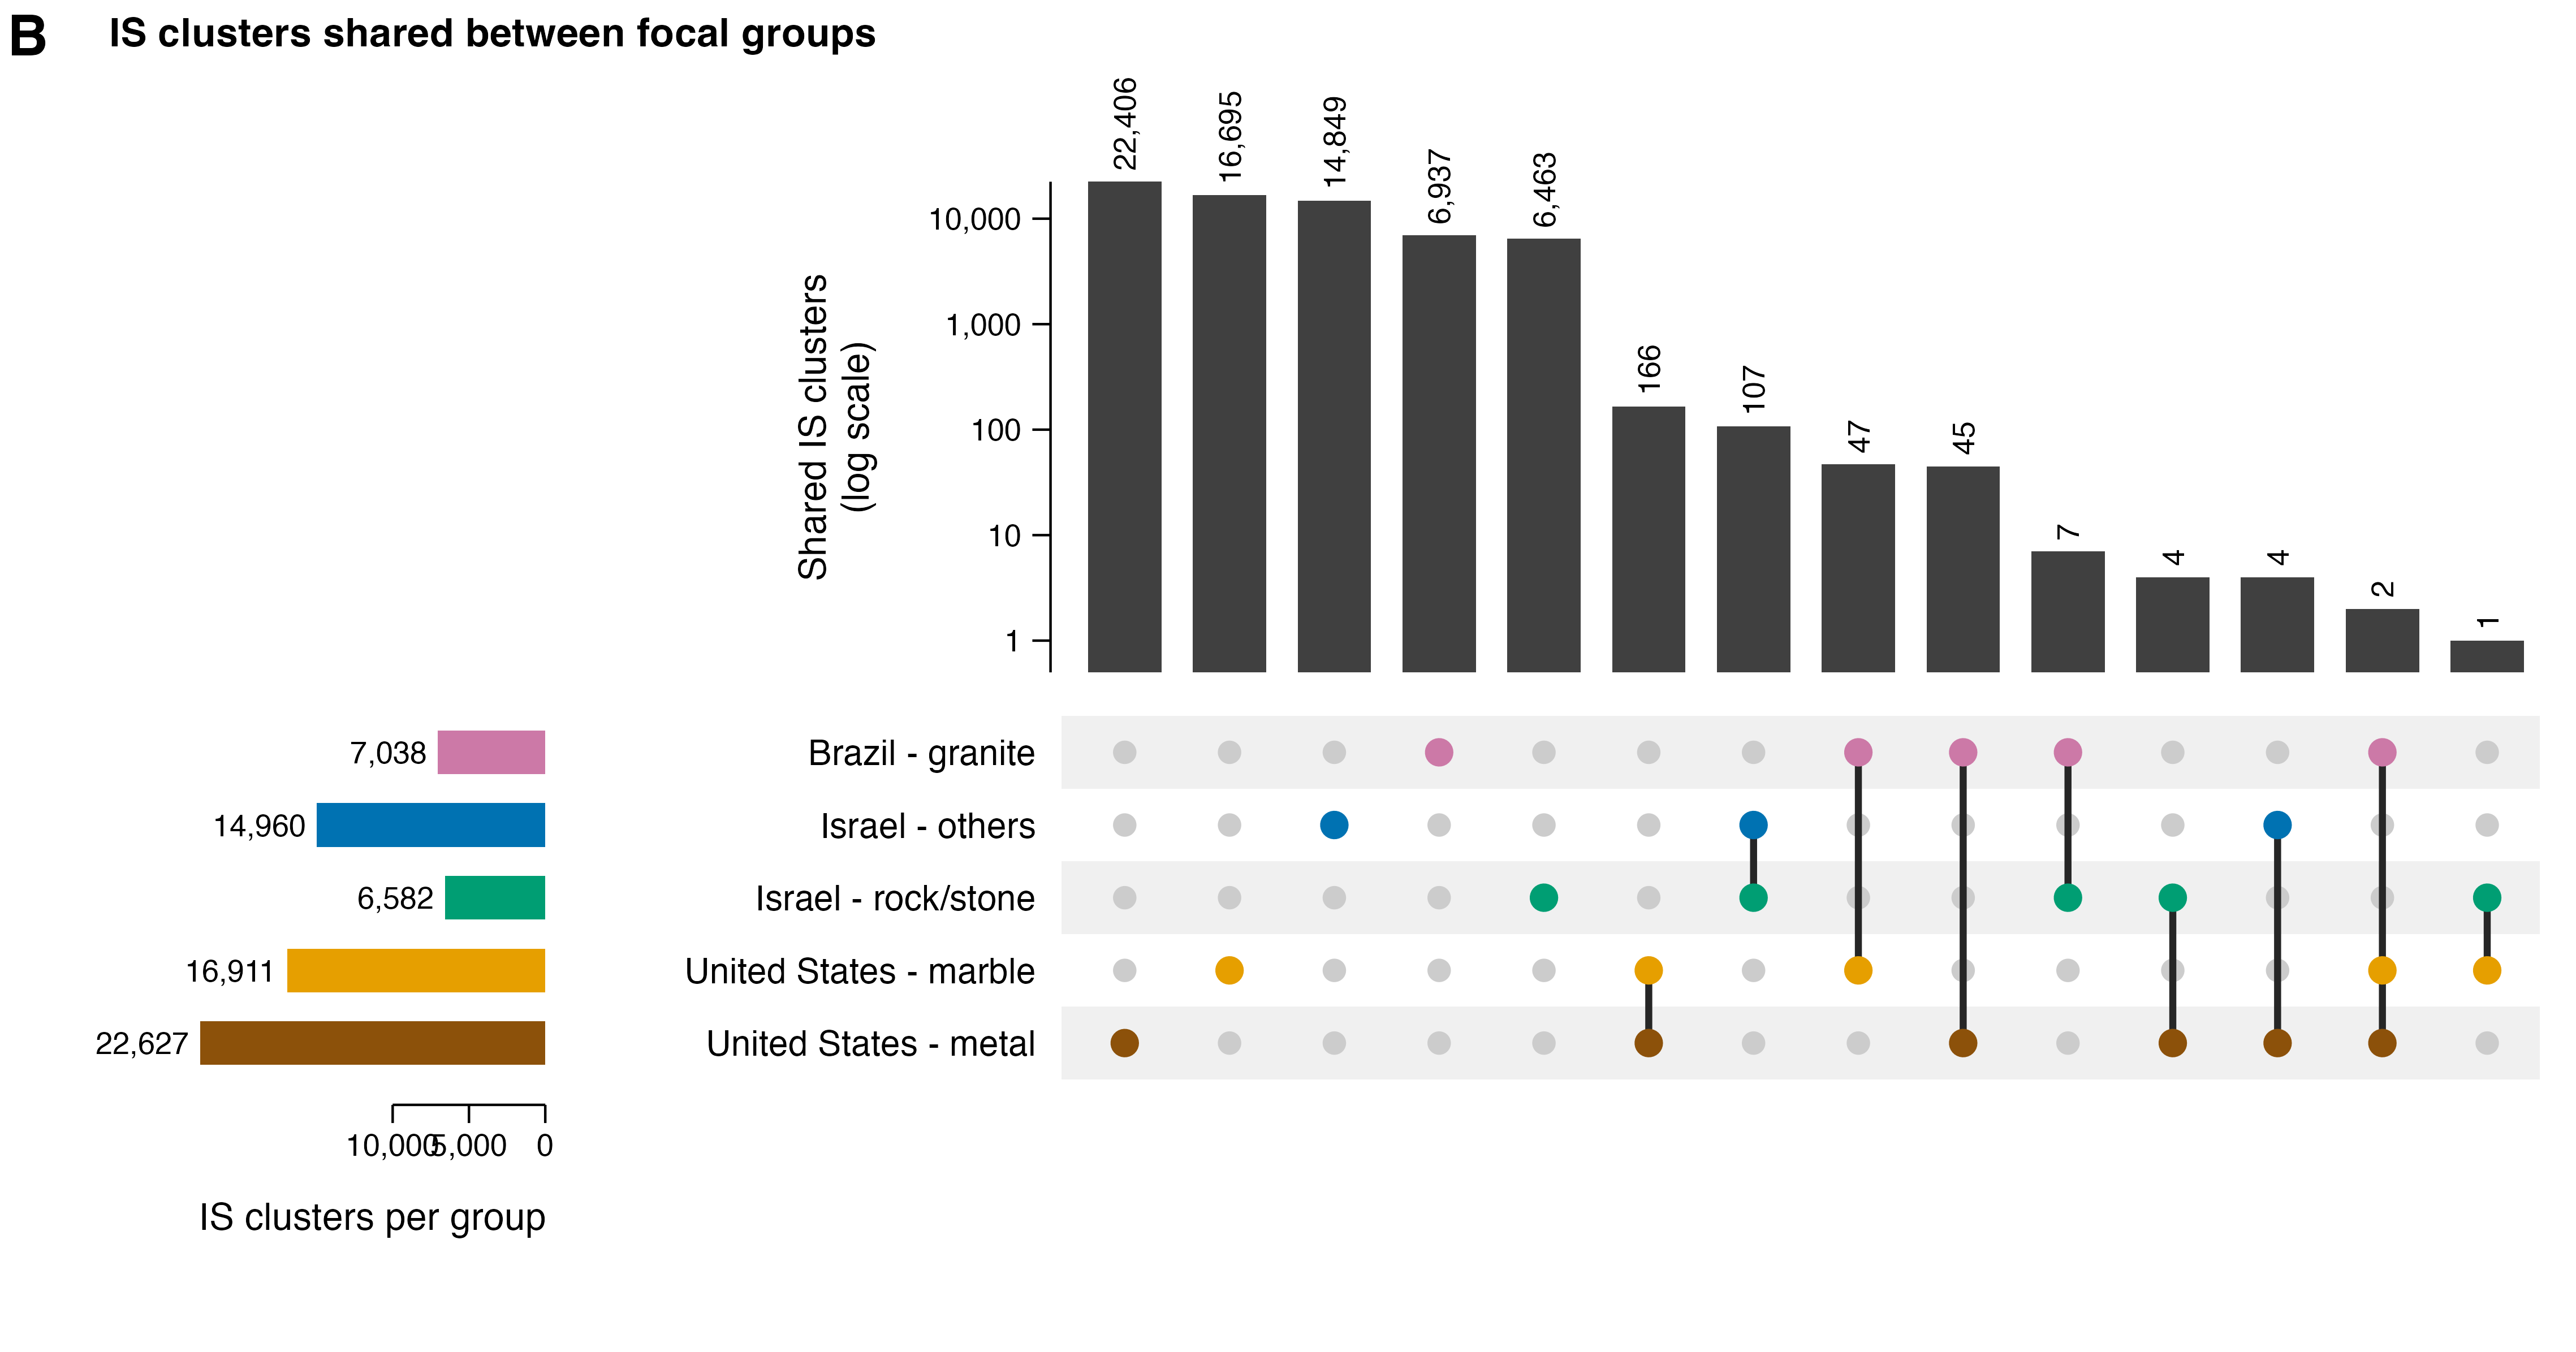 B IS clusters shared between focal groups
22,406
16,695
14,849
6,937
6,463
166
107
47
45
7
4
4
2
1
Shared IS clusters
(log scale)
10,000
1,000
100
10
1
7,038
14,960
6,582
16,911
22,627
Brazil - granite
Israel - others
Israel - rock/stone
United States - marble
United States - metal
10,000 5,000 0
IS clusters per group